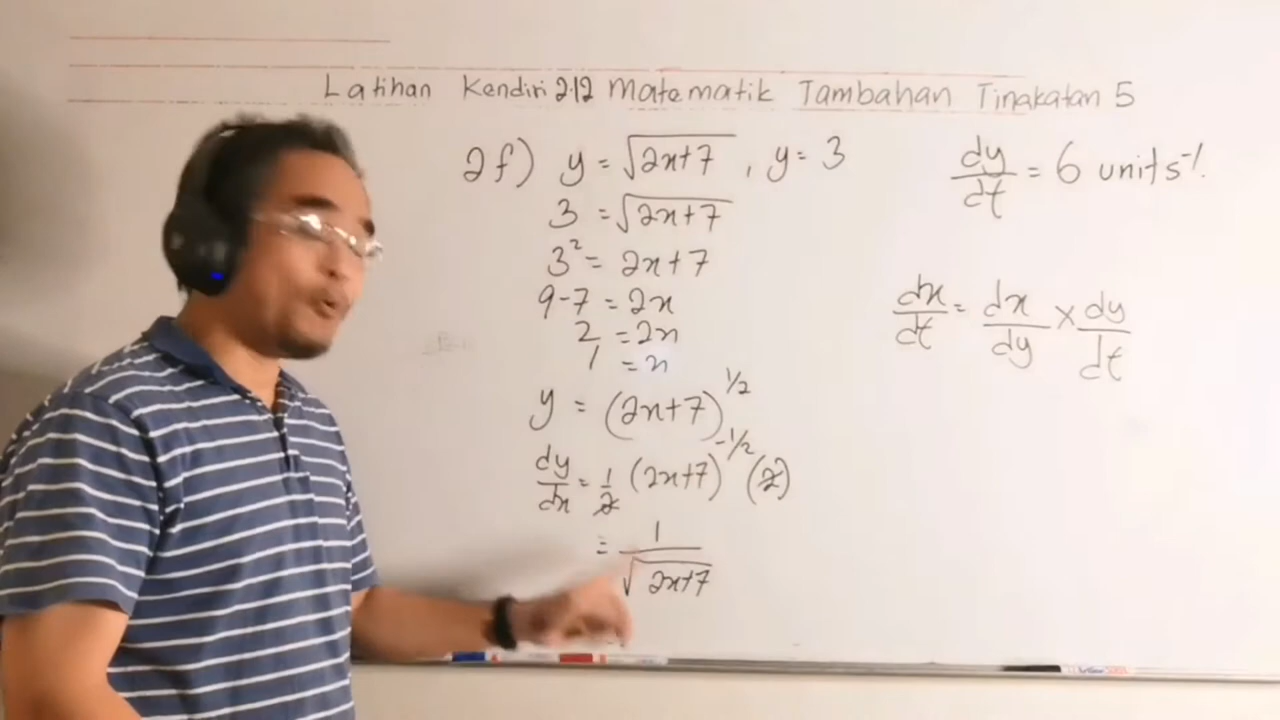 Latihan Kendiri 2.12 Matematik Tambahan Tingkatan 5
2f) y = √(2x+7) , y = 3
3 = √(2x+7)
3² = 2x+7
9-7 = 2x
2 = 2x
1 = x
y = (2x+7)^1/2
dy/dx = 1/2 (2x+7)^-1/2 (2)
= 1/√(2x+7)
dy/dt = 6 units⁻¹.
dx/dt = dx/dy × dy/dt